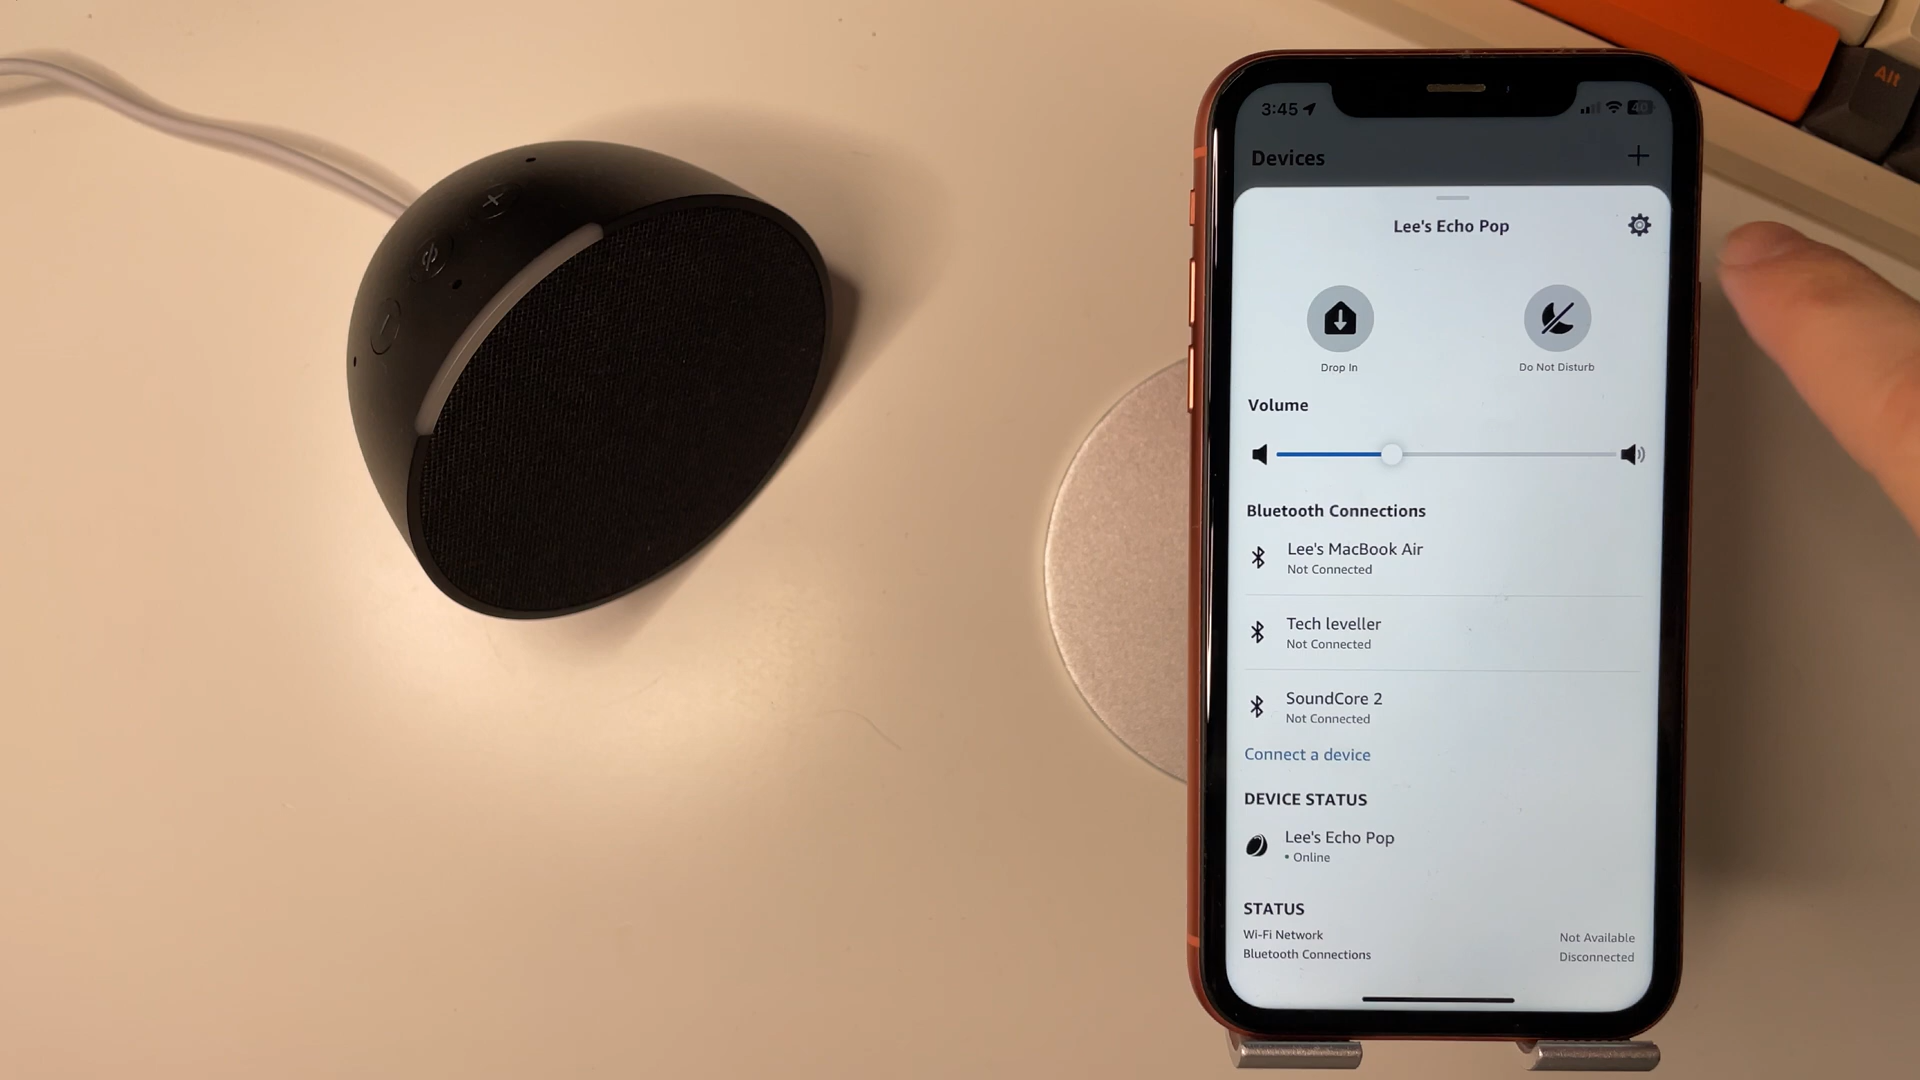 Alt
3:45
40
Devices
Lee's Echo Pop
Drop In
Do Not Disturb
Volume
Bluetooth Connections
Lee's MacBook Air
Not Connected
Tech leveller
Not Connected
SoundCore 2
Not Connected
Connect a device
DEVICE STATUS
Lee's Echo Pop
• Online
STATUS
Wi-Fi Network Not Available
Bluetooth Connections Disconnected